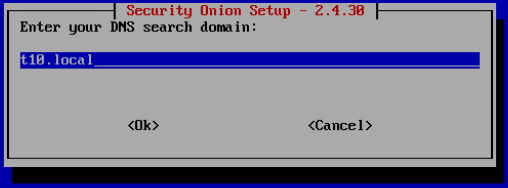 Security Onion Setup - 2.4.30
Enter your DNS search domain:
t10.local
<Ok> <Cancel>